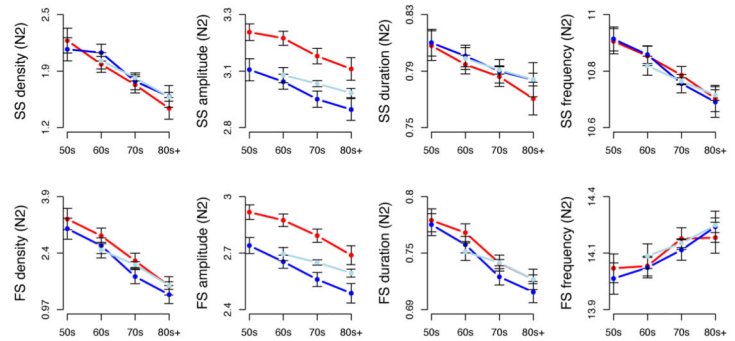 SS density (N2)
2.5
1.9
1.2
50s 60s 70s 80s+
SS amplitude (N2)
3.3
3.1
2.8
50s 60s 70s 80s+
SS duration (N2)
0.83
0.79
0.75
50s 60s 70s 80s+
SS frequency (N2)
11
10.8
10.6
50s 60s 70s 80s+
FS density (N2)
3.9
2.4
0.97
50s 60s 70s 80s+
FS amplitude (N2)
3
2.7
2.4
50s 60s 70s 80s+
FS duration (N2)
0.8
0.75
0.69
50s 60s 70s 80s+
FS frequency (N2)
14.4
14.1
13.9
50s 60s 70s 80s+